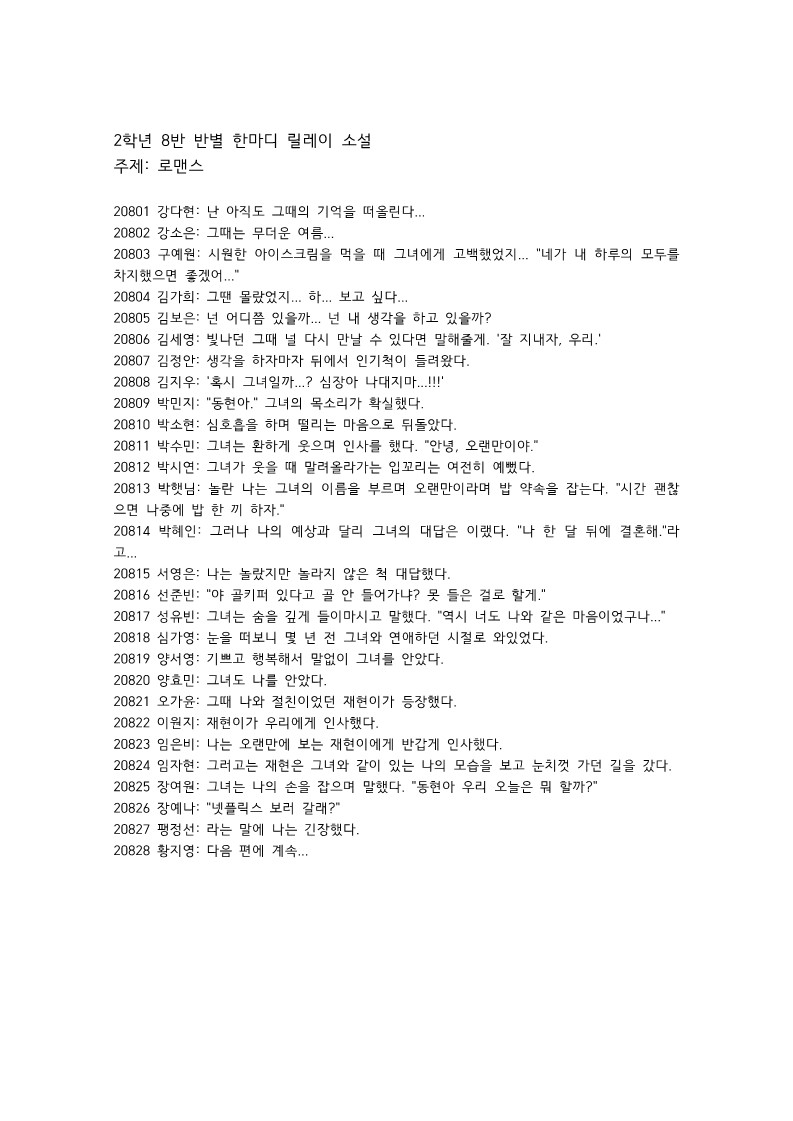 2학년 8반 반별 한마디 릴레이 소설
주제: 로맨스
20801 강다현: 난 아직도 그때의 기억을 떠올린다...
20802 강소은: 그때는 무더운 여름...
20803 구예원: 시원한 아이스크림을 먹을 때 그녀에게 고백했었지... "네가 내 하루의 모두를
차지했으면 좋겠어..."
20804 김가희: 그땐 몰랐었지... 하... 보고 싶다...
20805 김보은: 넌 어디쯤 있을까... 넌 내 생각을 하고 있을까?
20806 김세영: 빛나던 그때 널 다시 만날 수 있다면 말해줄게. '잘 지내자, 우리.'
20807 김정안: 생각을 하자마자 뒤에서 인기척이 들려왔다.
20808 김지우: '혹시 그녀일까...? 심장아 나대지마...!!!'
20809 박민지: "동현아." 그녀의 목소리가 확실했다.
20810 박소현: 심호흡을 하며 떨리는 마음으로 뒤돌았다.
20811 박수민: 그녀는 환하게 웃으며 인사를 했다. "안녕, 오랜만이야."
20812 박시연: 그녀가 웃을 때 말려올라가는 입꼬리는 여전히 예뻤다.
20813 박햇님: 놀란 나는 그녀의 이름을 부르며 오랜만이라며 밥 약속을 잡는다. "시간 괜찮
으면 나중에 밥 한 끼 하자."
20814 박혜인: 그러나 나의 예상과 달리 그녀의 대답은 이랬다. "나 한 달 뒤에 결혼해."라
고...
20815 서영은: 나는 놀랐지만 놀라지 않은 척 대답했다.
20816 선준빈: "야 골키퍼 있다고 골 안 들어가냐? 못 들은 걸로 할게."
20817 성유빈: 그녀는 숨을 깊게 들이마시고 말했다. "역시 너도 나와 같은 마음이었구나..."
20818 심가영: 눈을 떠보니 몇 년 전 그녀와 연애하던 시절로 와있었다.
20819 양서영: 기쁘고 행복해서 말없이 그녀를 안았다.
20820 양효민: 그녀도 나를 안았다.
20821 오가윤: 그때 나와 절친이었던 재현이가 등장했다.
20822 이원지: 재현이가 우리에게 인사했다.
20823 임은비: 나는 오랜만에 보는 재현이에게 반갑게 인사했다.
20824 임자현: 그러고는 재현은 그녀와 같이 있는 나의 모습을 보고 눈치껏 가던 길을 갔다.
20825 장여원: 그녀는 나의 손을 잡으며 말했다. "동현아 우리 오늘은 뭐 할까?"
20826 장예나: "넷플릭스 보러 갈래?"
20827 팽정선: 라는 말에 나는 긴장했다.
20828 황지영: 다음 편에 계속...